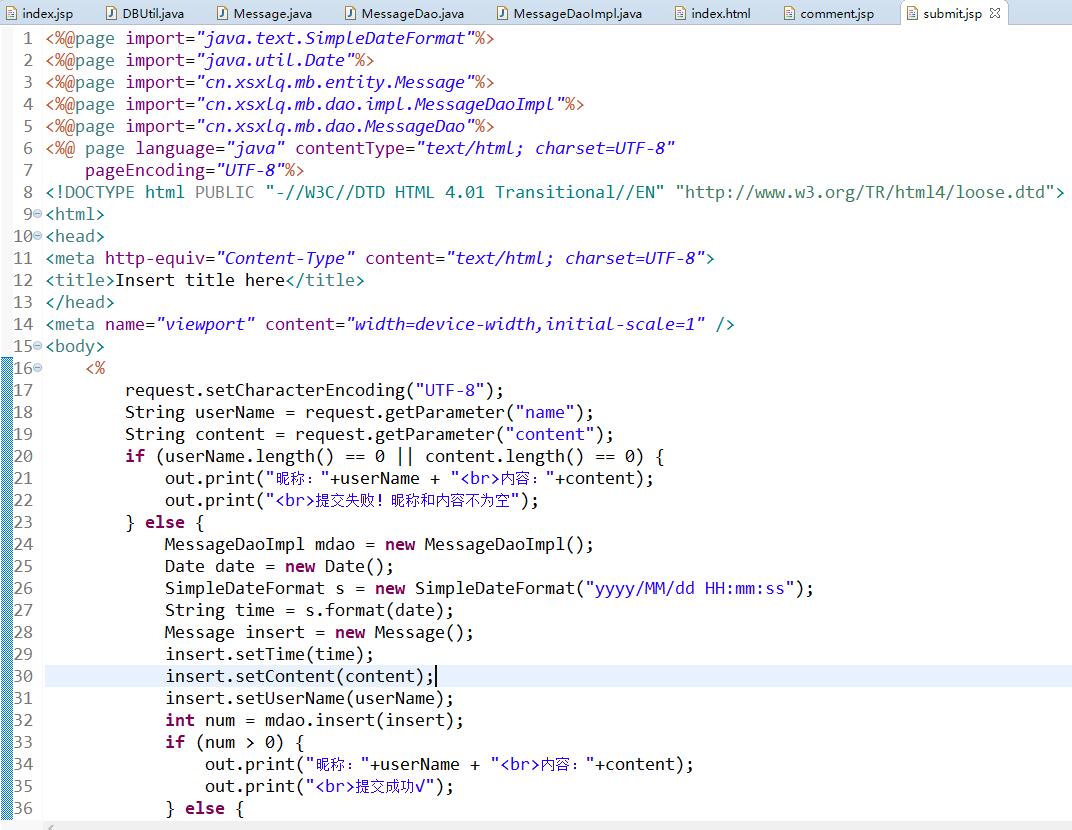 index.jsp DBUtil.java Message.java MessageDao.java MessageDaoImpl.java index.html comment.jsp submit.jsp
1 <%@page import="java.text.SimpleDateFormat"%>
2 <%@page import="java.util.Date"%>
3 <%@page import="cn.xsxlq.mb.entity.Message"%>
4 <%@page import="cn.xsxlq.mb.dao.impl.MessageDaoImpl"%>
5 <%@page import="cn.xsxlq.mb.dao.MessageDao"%>
6 <%@ page language="java" contentType="text/html; charset=UTF-8"
7     pageEncoding="UTF-8"%>
8 <!DOCTYPE html PUBLIC "-//W3C//DTD HTML 4.01 Transitional//EN" "http://www.w3.org/TR/html4/loose.dtd">
9 <html>
10 <head>
11 <meta http-equiv="Content-Type" content="text/html; charset=UTF-8">
12 <title>Insert title here</title>
13 </head>
14 <meta name="viewport" content="width=device-width,initial-scale=1" />
15 <body>
16     <%
17         request.setCharacterEncoding("UTF-8");
18         String userName = request.getParameter("name");
19         String content = request.getParameter("content");
20         if (userName.length() == 0 || content.length() == 0) {
21             out.print("昵称："+userName + "<br>内容："+content);
22             out.print("<br>提交失败！昵称和内容不为空");
23         } else {
24             MessageDaoImpl mdao = new MessageDaoImpl();
25             Date date = new Date();
26             SimpleDateFormat s = new SimpleDateFormat("yyyy/MM/dd HH:mm:ss");
27             String time = s.format(date);
28             Message insert = new Message();
29             insert.setTime(time);
30             insert.setContent(content);
31             insert.setUserName(userName);
32             int num = mdao.insert(insert);
33             if (num > 0) {
34                 out.print("昵称："+userName + "<br>内容："+content);
35                 out.print("<br>提交成功√");
36             } else {